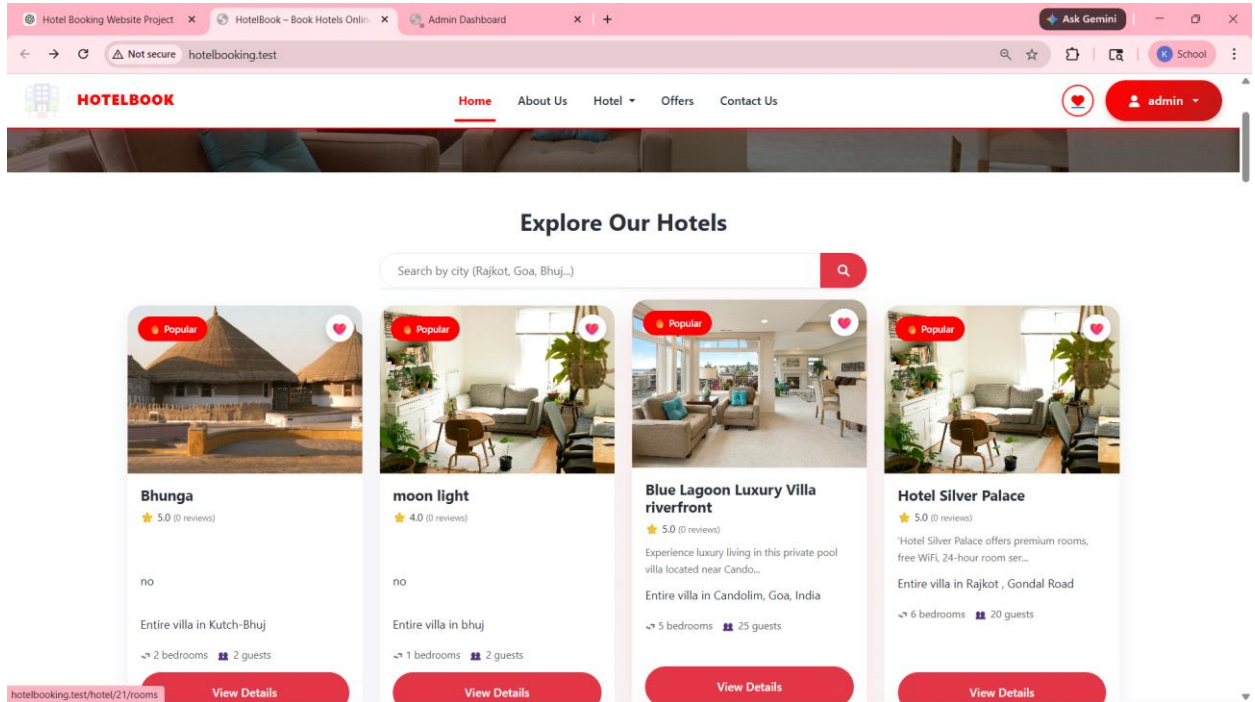 Hotel Booking Website Project
HotelBook – Book Hotels Onlin
Admin Dashboard
Ask Gemini
Not secure
hotelbooking.test
K
School
HOTELBOOK
Home
About Us
Hotel
Offers
Contact Us
admin
Explore Our Hotels
Search by city (Rajkot, Goa, Bhuj...)
Popular
Bhunga
5.0 (0 reviews)
no
Entire villa in Kutch-Bhuj
2 bedrooms 2 guests
View Details
Popular
moon light
4.0 (0 reviews)
no
Entire villa in bhuj
1 bedrooms 2 guests
View Details
Popular
Blue Lagoon Luxury Villa
riverfront
5.0 (0 reviews)
Experience luxury living in this private pool
villa located near Cando...
Entire villa in Candolim, Goa, India
5 bedrooms 25 guests
View Details
Popular
Hotel Silver Palace
5.0 (0 reviews)
'Hotel Silver Palace offers premium rooms,
free WiFi, 24-hour room ser...
Entire villa in Rajkot , Gondal Road
6 bedrooms 20 guests
View Details
hotelbooking.test/hotel/21/rooms